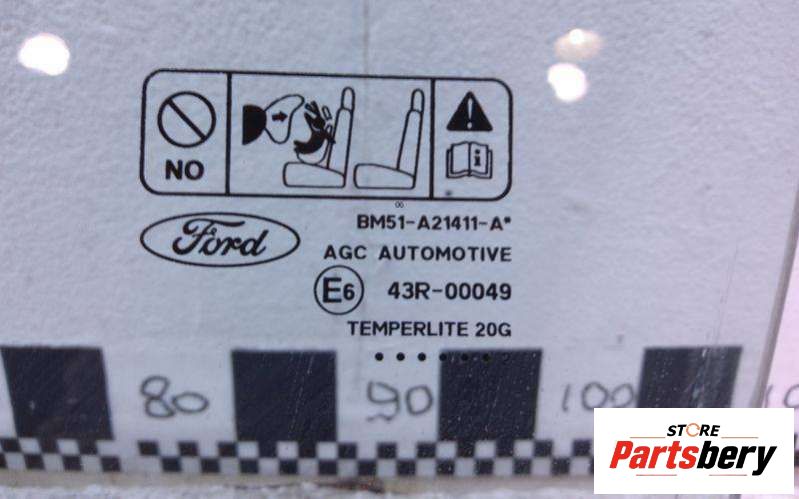 NO
BM51-A21411-A*
Ford
AGC AUTOMOTIVE
E6 43R-00049
TEMPERLITE 20G
80 90 100
STORE
Partsbery